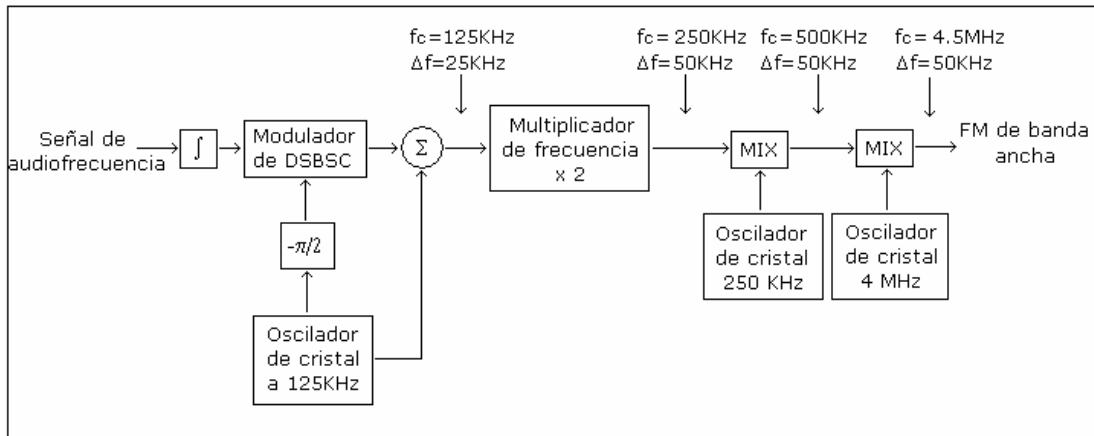 fc=125KHz
Δf=25KHz
fc= 250KHz
Δf=50KHz
fc=500KHz
Δf=50KHz
fc= 4.5MHz
Δf=50KHz
Señal de
audiofrecuencia
∫
Modulador
de DSBSC
Σ
Multiplicador
de frecuencia
x 2
MIX
MIX
FM de banda
ancha
-π/2
Oscilador
de cristal
a 125KHz
Oscilador
de cristal
250 KHz
Oscilador
de cristal
4 MHz